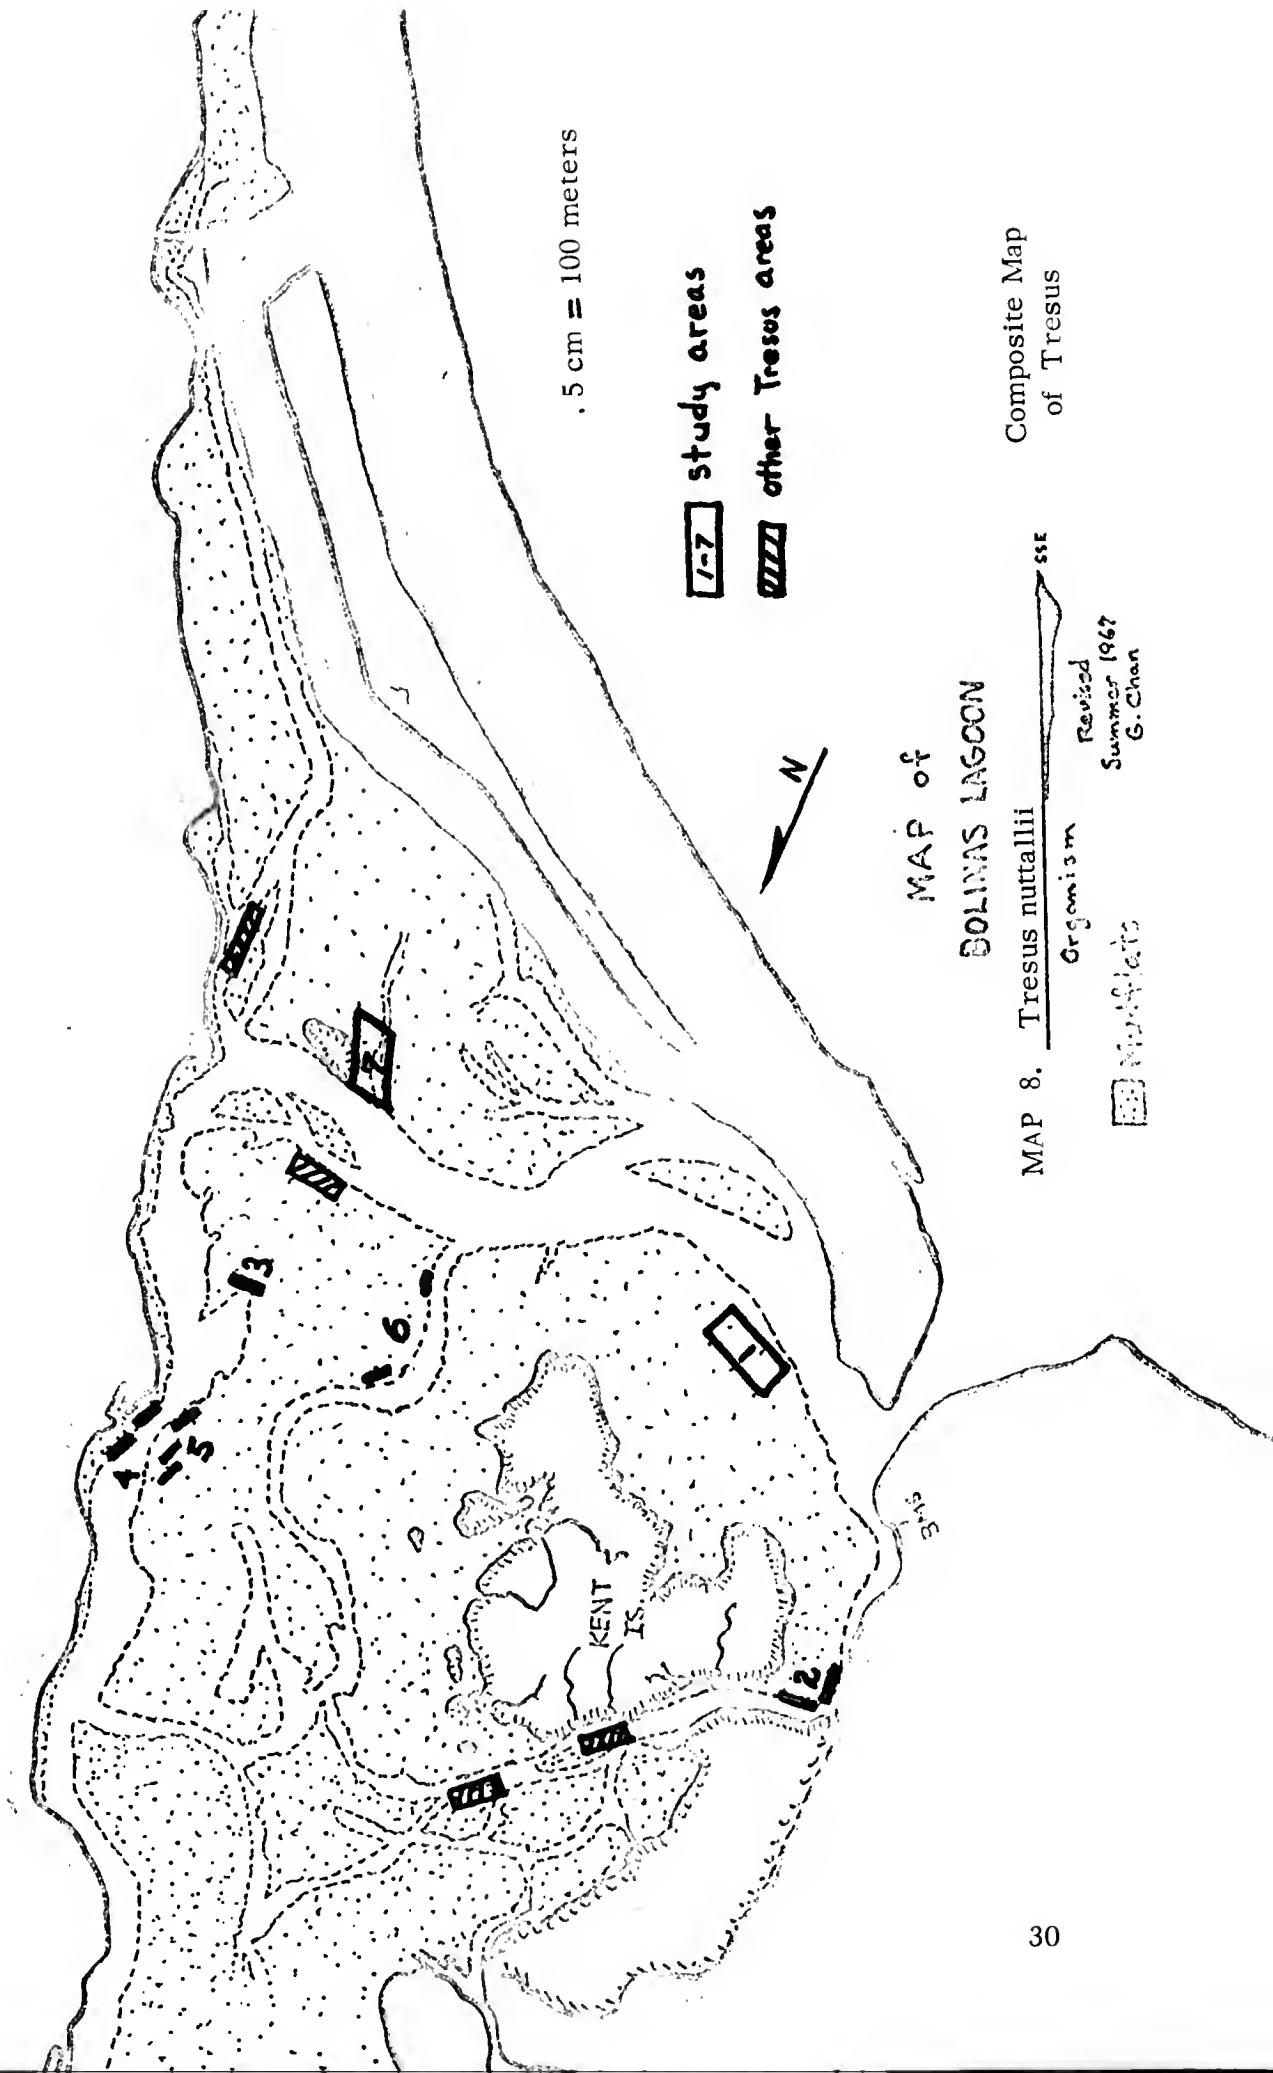 .5 cm = 100 meters
1-7 study areas
other Tresus areas
7
3
6
4
5
1
2
KENT
IS.
N
MAP of
BOLINAS LAGOON
MAP 8. Tresus nuttallii
Organism
SSE
Revised
Summer 1967
G. Chan
Mudflats
Composite Map
of Tresus
30